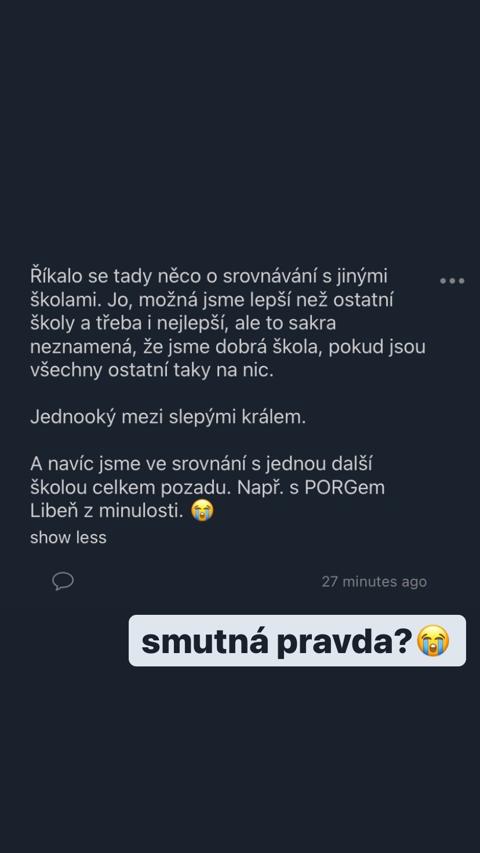 Říkalo se tady něco o srovnávání s jinými
školami. Jo, možná jsme lepší než ostatní
školy a třeba i nejlepší, ale to sakra
neznamená, že jsme dobrá škola, pokud jsou
všechny ostatní taky na nic.
Jednooký mezi slepými králem.
A navíc jsme ve srovnání s jednou další
školou celkem pozadu. Např. s PORGem
Libeň z minulosti. 😭
show less
27 minutes ago
smutná pravda?😭